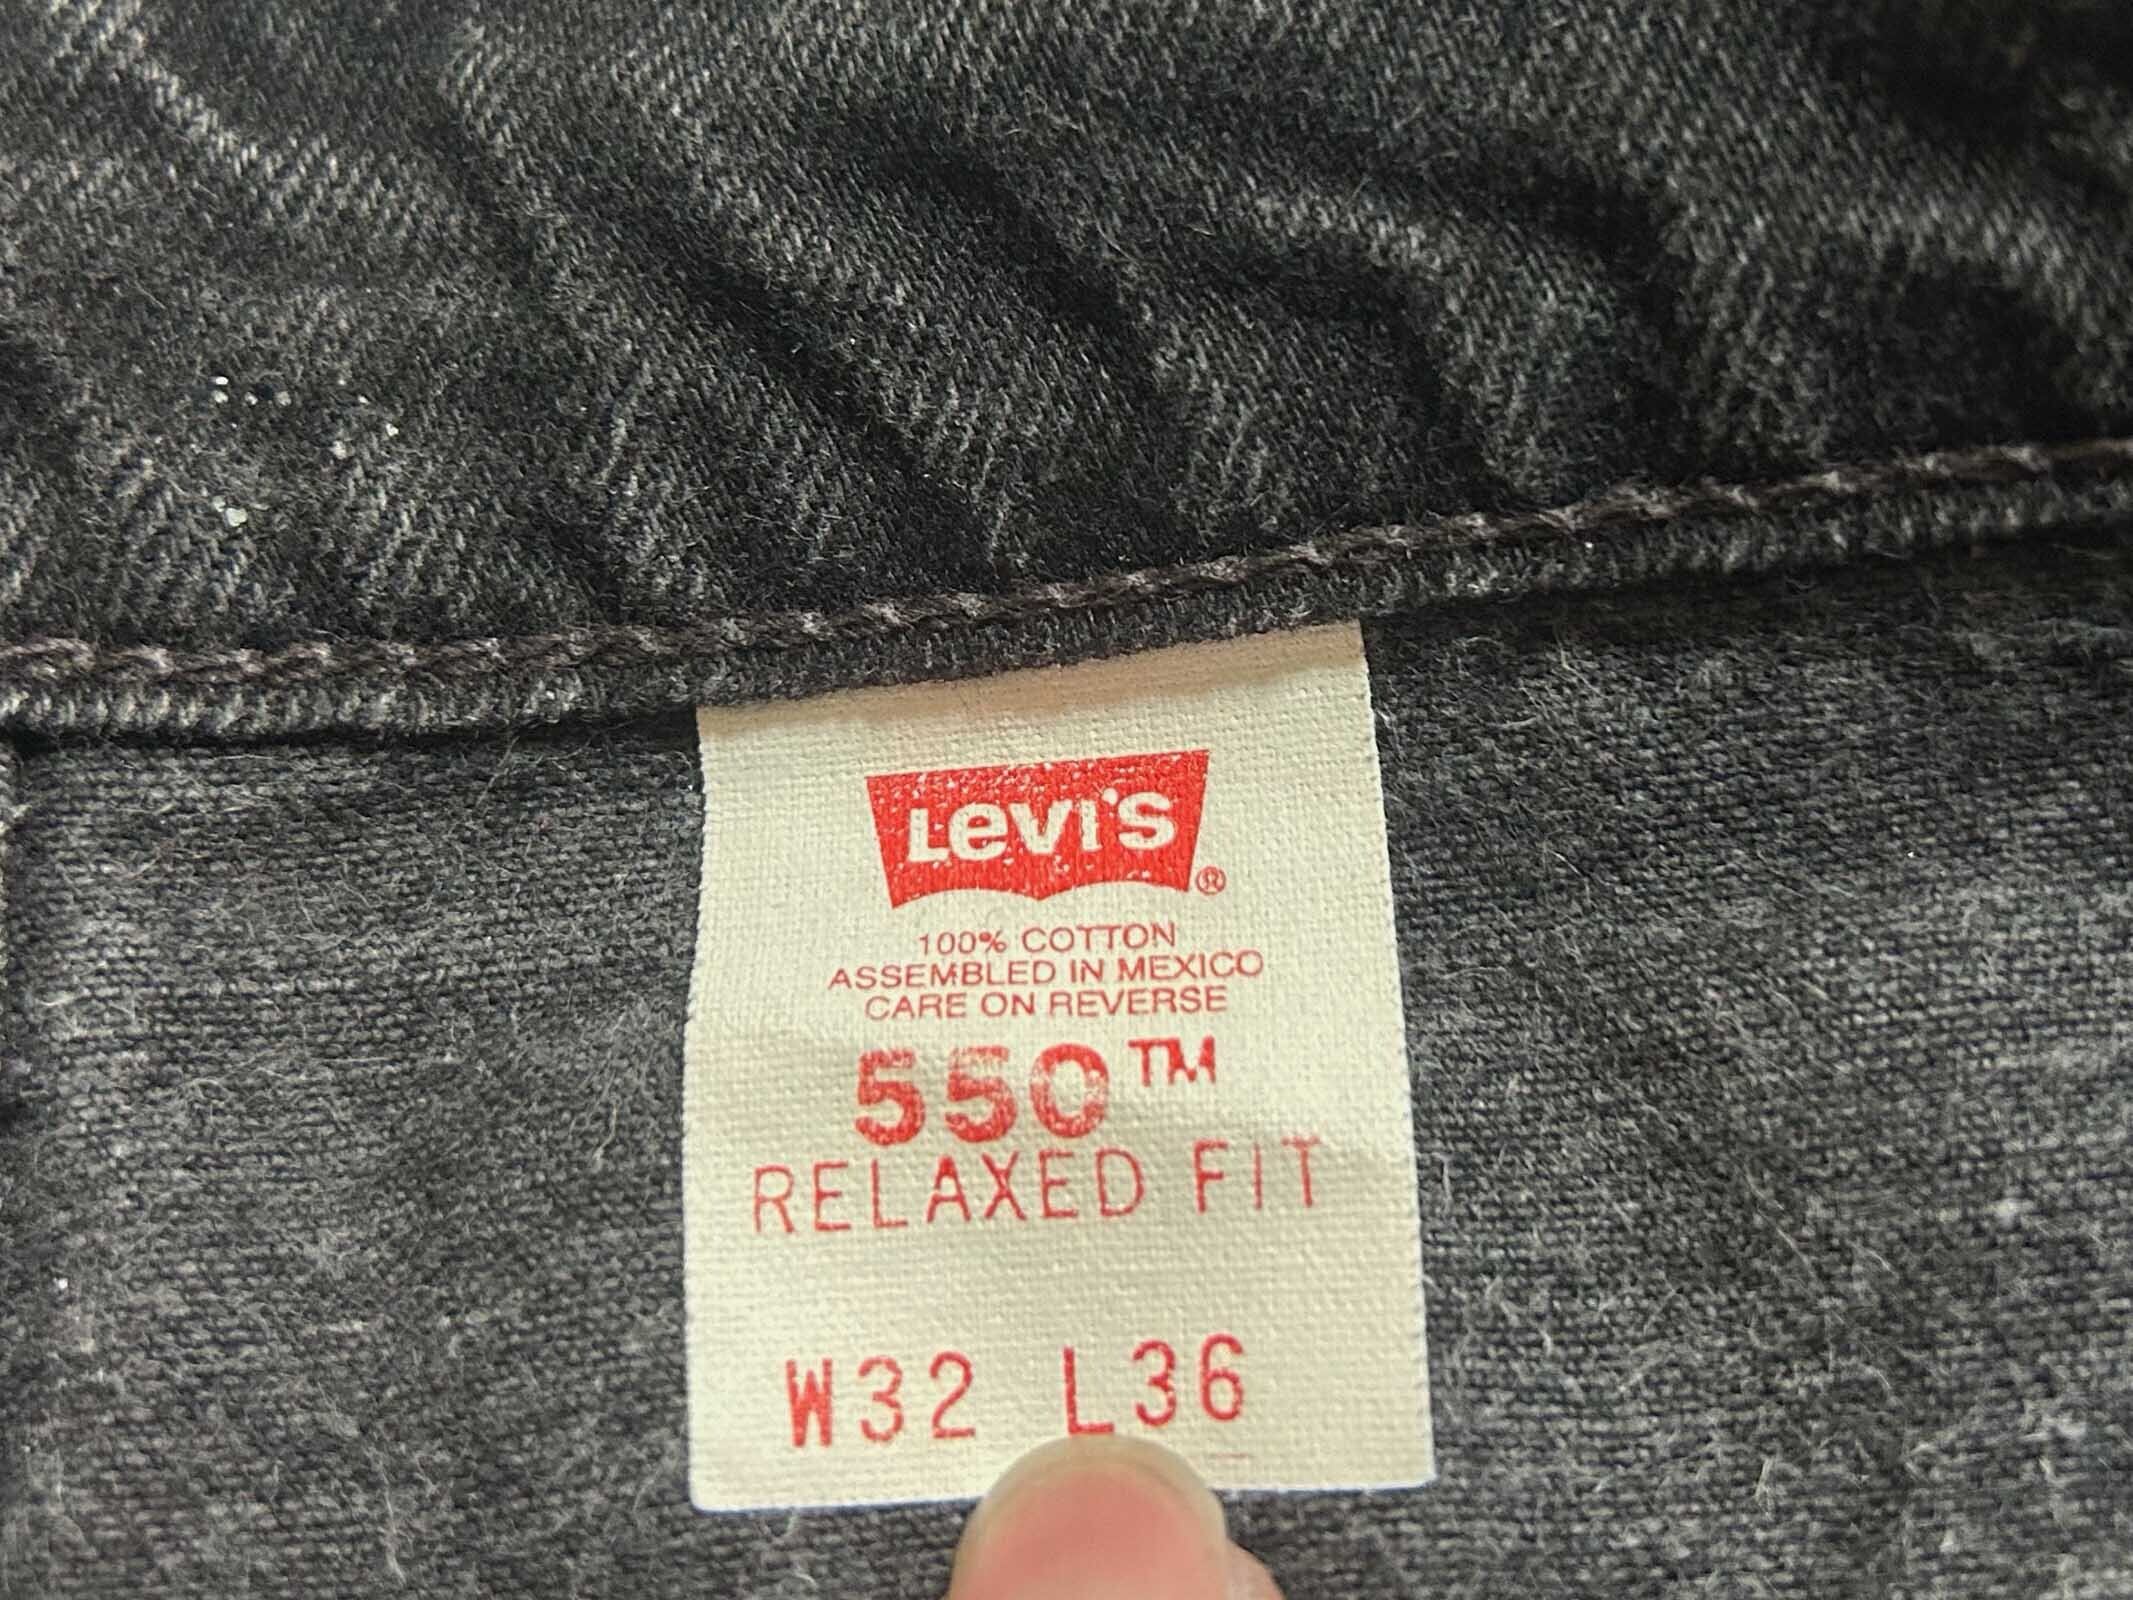 Levi's ®
100% COTTON
ASSEMBLED IN MEXICO
CARE ON REVERSE
550™
RELAXED FIT
W32 L36